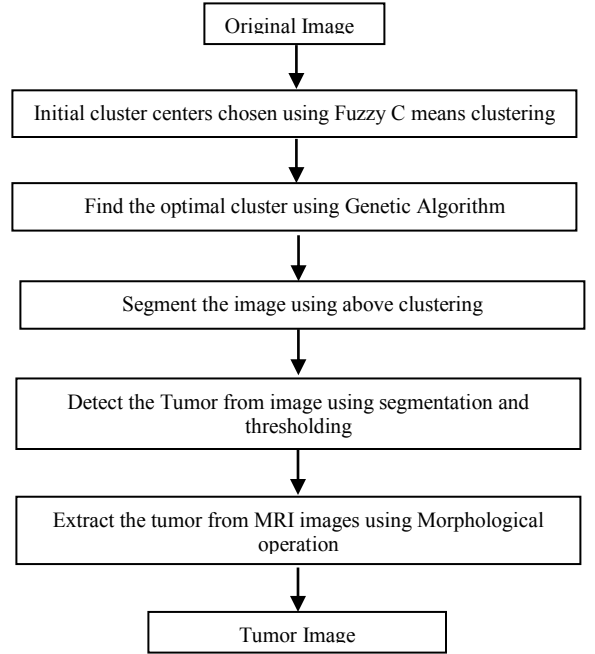 Original Image
Initial cluster centers chosen using Fuzzy C means clustering
Find the optimal cluster using Genetic Algorithm
Segment the image using above clustering
Detect the Tumor from image using segmentation and
thresholding
Extract the tumor from MRI images using Morphological
operation
Tumor Image